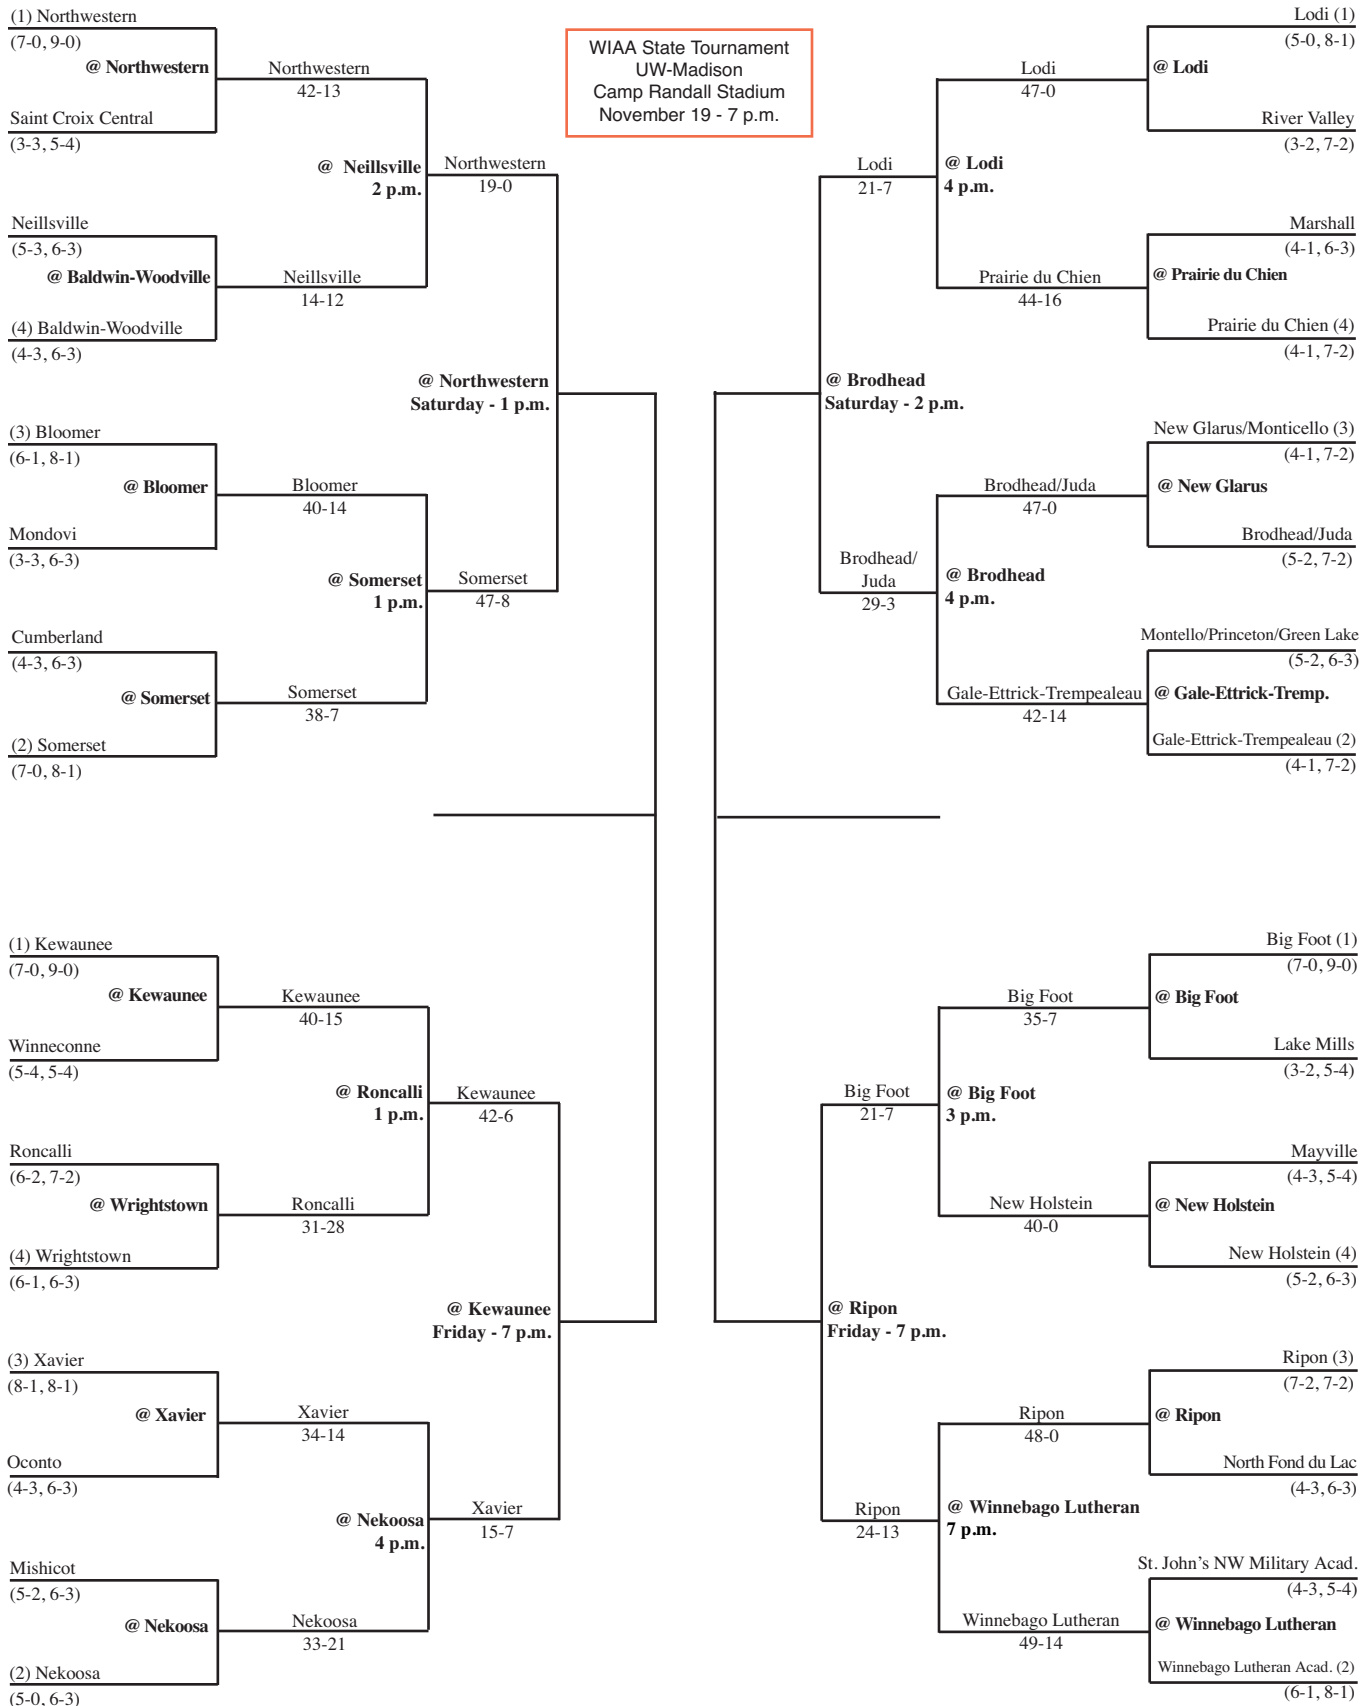 WIAA State Tournament
UW-Madison
Camp Randall Stadium
November 19 - 7 p.m.
(1) Northwestern
(7-0, 9-0)
@ Northwestern
Saint Croix Central
(3-3, 5-4)
Northwestern
42-13
@ Neillsville
2 p.m.
Northwestern
19-0
Neillsville
(5-3, 6-3)
@ Baldwin-Woodville
(4) Baldwin-Woodville
(4-3, 6-3)
Neillsville
14-12
@ Northwestern
Saturday - 1 p.m.
(3) Bloomer
(6-1, 8-1)
@ Bloomer
Mondovi
(3-3, 6-3)
Bloomer
40-14
@ Somerset
1 p.m.
Somerset
47-8
Cumberland
(4-3, 6-3)
@ Somerset
(2) Somerset
(7-0, 8-1)
Somerset
38-7
(1) Kewaunee
(7-0, 9-0)
@ Kewaunee
Winneconne
(5-4, 5-4)
Kewaunee
40-15
@ Roncalli
1 p.m.
Kewaunee
42-6
Roncalli
(6-2, 7-2)
@ Wrightstown
(4) Wrightstown
(6-1, 6-3)
Roncalli
31-28
@ Kewaunee
Friday - 7 p.m.
(3) Xavier
(8-1, 8-1)
@ Xavier
Oconto
(4-3, 6-3)
Xavier
34-14
@ Nekoosa
4 p.m.
Xavier
15-7
Mishicot
(5-2, 6-3)
@ Nekoosa
(2) Nekoosa
(5-0, 6-3)
Nekoosa
33-21
Lodi (1)
(5-0, 8-1)
@ Lodi
River Valley
(3-2, 7-2)
Lodi
47-0
@ Lodi
4 p.m.
Lodi
21-7
Marshall
(4-1, 6-3)
@ Prairie du Chien
Prairie du Chien (4)
(4-1, 7-2)
Prairie du Chien
44-16
@ Brodhead
Saturday - 2 p.m.
New Glarus/Monticello (3)
(4-1, 7-2)
@ New Glarus
Brodhead/Juda
(5-2, 7-2)
Brodhead/Juda
47-0
@ Brodhead
4 p.m.
Brodhead/
Juda
29-3
Montello/Princeton/Green Lake
(5-2, 6-3)
@ Gale-Ettrick-Tremp.
Gale-Ettrick-Trempealeau (2)
(4-1, 7-2)
Gale-Ettrick-Trempealeau
42-14
Big Foot (1)
(7-0, 9-0)
@ Big Foot
Lake Mills
(3-2, 5-4)
Big Foot
35-7
@ Big Foot
3 p.m.
Big Foot
21-7
Mayville
(4-3, 5-4)
@ New Holstein
New Holstein (4)
(5-2, 6-3)
New Holstein
40-0
@ Ripon
Friday - 7 p.m.
Ripon (3)
(7-2, 7-2)
@ Ripon
North Fond du Lac
(4-3, 6-3)
Ripon
48-0
@ Winnebago Lutheran
7 p.m.
Ripon
24-13
St. John's NW Military Acad.
(4-3, 5-4)
@ Winnebago Lutheran
Winnebago Lutheran Acad. (2)
(6-1, 8-1)
Winnebago Lutheran
49-14